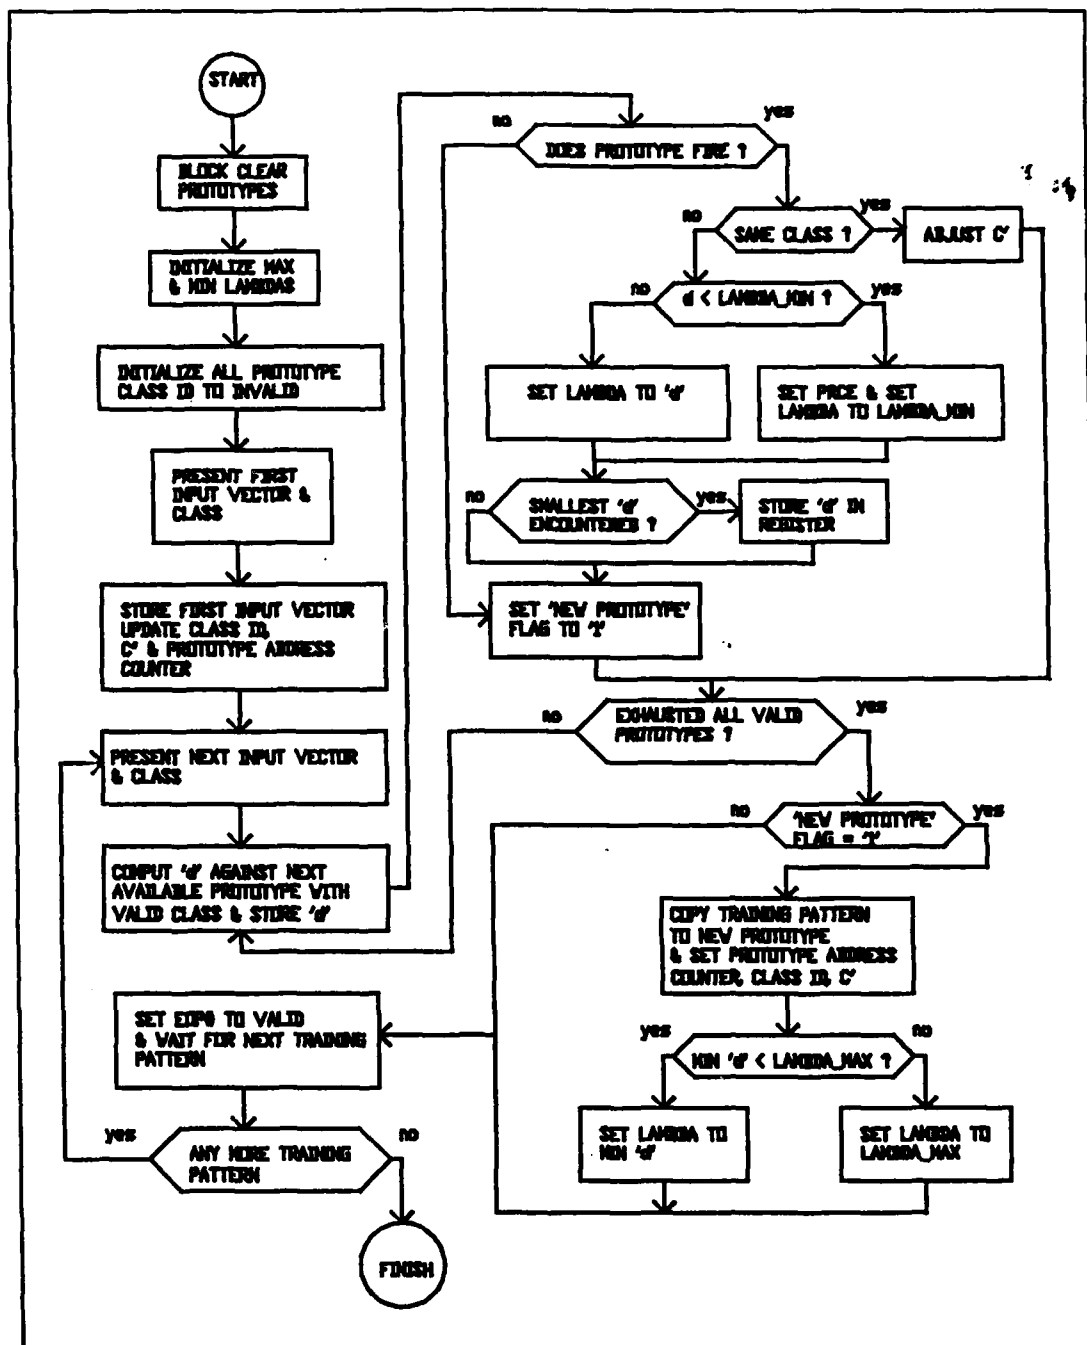 START
BLOCK CLEAR
PROTOTYPES
INITIALIZE MAX
& MIN LAMBDAS
INITIALIZE ALL PROTOTYPE
CLASS ID TO INVALID
PRESENT FIRST
INPUT VECTOR &
CLASS
STORE FIRST INPUT VECTOR
UPDATE CLASS ID,
C' & PROTOTYPE ADDRESS
COUNTER
PRESENT NEXT INPUT VECTOR
& CLASS
COMPUT 'd' AGAINST NEXT
AVAILABLE PROTOTYPE WITH
VALID CLASS & STORE 'd'
SET EOP0 TO VALID
& WAIT FOR NEXT TRAINING
PATTERN
yes
no
ANY MORE TRAINING
PATTERN
FINISH
no
yes
DOES PROTOTYPE FIRE ?
no
yes
SAME CLASS ?
ADJUST C'
no
yes
d < LAMBDA_MIN ?
SET LAMBDA TO 'd'
SET PRCE & SET
LAMBDA TO LAMBDA_MIN
no
yes
SMALLEST 'd'
ENCOUNTERED ?
STORE 'd' IN
REGISTER
SET 'NEW PROTOTYPE'
FLAG TO '1'
no
yes
EXHAUSTED ALL VALID
PROTOTYPES ?
no
yes
'NEW PROTOTYPE'
FLAG = '1'
COPY TRAINING PATTERN
TO NEW PROTOTYPE
& SET PROTOTYPE ADDRESS
COUNTER, CLASS ID, C'
yes
no
MIN 'd' < LAMBDA_MAX ?
SET LAMBDA TO
MIN 'd'
SET LAMBDA TO
LAMBDA_MAX